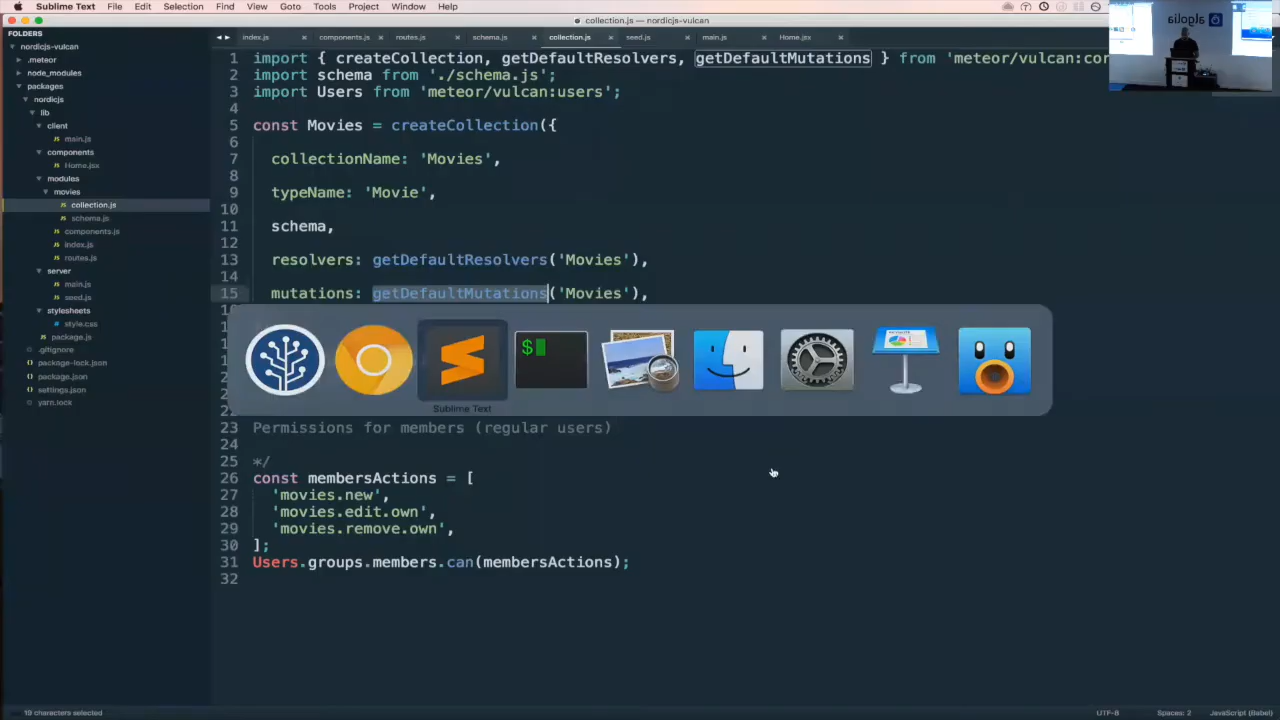 Sublime Text File Edit Selection Find View Goto Tools Project Window Help
collection.js — nordicjs-vulcan
algolia
FOLDERS
nordicjs-vulcan
.meteor
node_modules
packages
nordicjs
lib
client
main.js
components
Home.jsx
modules
movies
collection.js
schema.js
components.js
index.js
routes.js
server
main.js
seed.js
stylesheets
style.css
package.js
.gitignore
package-lock.json
package.json
settings.json
yarn.lock
index.js × components.js × routes.js × schema.js × collection.js × seed.js × main.js × Home.jsx ×
1 import { createCollection, getDefaultResolvers, getDefaultMutations } from 'meteor/vulcan:cor
2 import schema from './schema.js';
3 import Users from 'meteor/vulcan:users';
4
5 const Movies = createCollection({
6
7 collectionName: 'Movies',
8
9 typeName: 'Movie',
10
11 schema,
12
13 resolvers: getDefaultResolvers('Movies'),
14
15 mutations: getDefaultMutations('Movies'),
$
Sublime Text
23 Permissions for members (regular users)
24
25 */
26 const membersActions = [
27 'movies.new',
28 'movies.edit.own',
29 'movies.remove.own',
30 ];
31 Users.groups.members.can(membersActions);
32
19 characters selected
UTF-8 Spaces: 2 JavaScript (Babel)